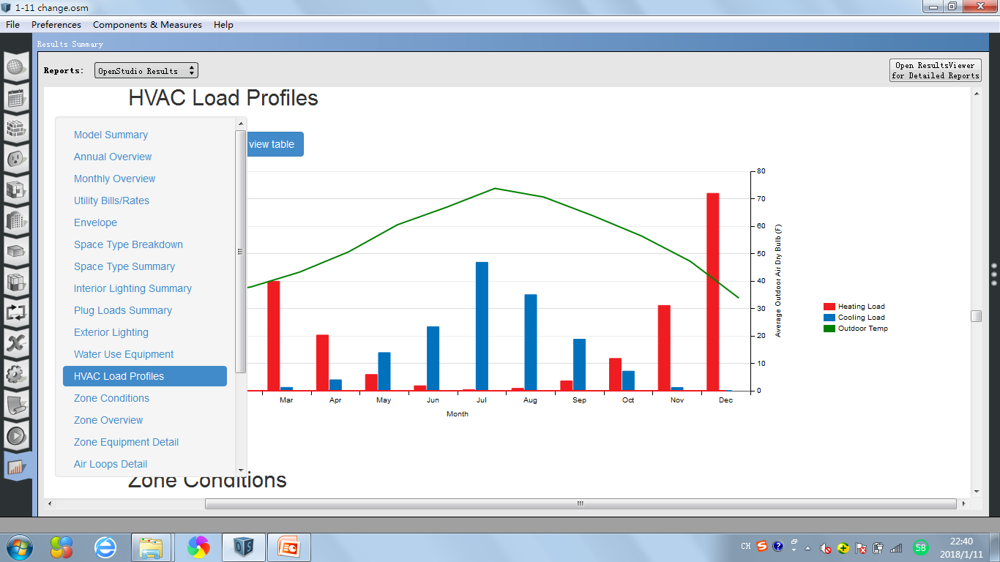 1-11 change.osm
File Preferences Components & Measures Help
Results Summary
Reports: OpenStudio Results
Open ResultsViewer
for Detailed Reports
HVAC Load Profiles
view table
Model Summary
Annual Overview
Monthly Overview
Utility Bills/Rates
Envelope
Space Type Breakdown
Space Type Summary
Interior Lighting Summary
Plug Loads Summary
Exterior Lighting
Water Use Equipment
HVAC Load Profiles
Zone Conditions
Zone Overview
Zone Equipment Detail
Air Loops Detail
80
70
60
50
40
30
20
10
0
Average Outdoor Air Dry Bulb (F)
Mar Apr May Jun Jul Aug Sep Oct Nov Dec
Month
Heating Load
Cooling Load
Outdoor Temp
Zone Conditions
CH
58
22:40
2018/1/11